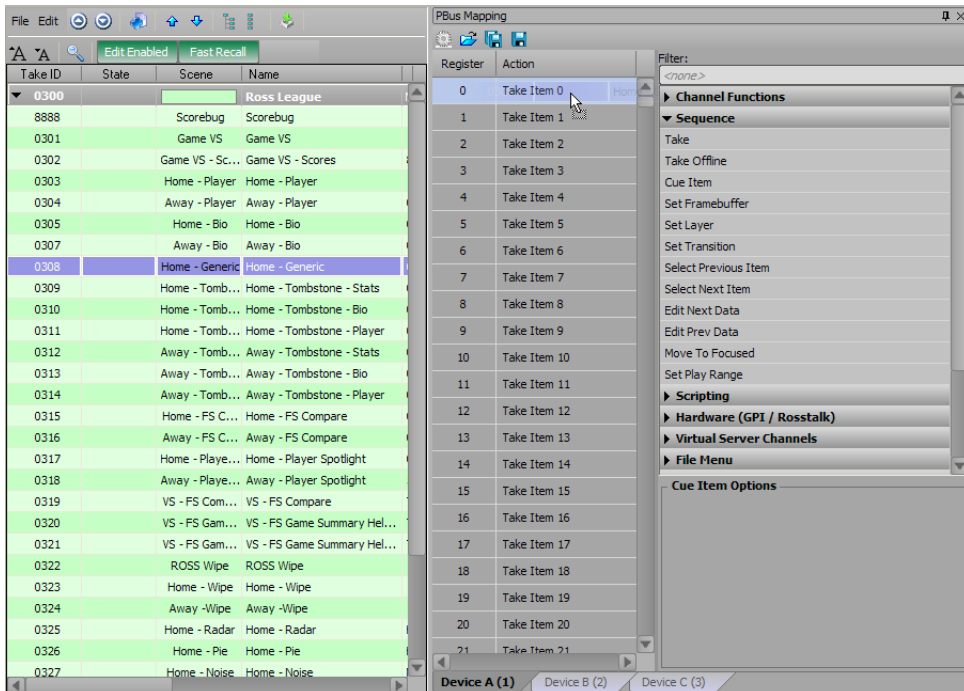 File Edit
Edit Enabled Fast Recall
Take ID State Scene Name
0300 Ross League
8888 Scorebug Scorebug
0301 Game VS Game VS
0302 Game VS - Sc... Game VS - Scores
0303 Home - Player Home - Player
0304 Away - Player Away - Player
0305 Home - Bio Home - Bio
0307 Away - Bio Away - Bio
0308 Home - Generic Home - Generic
0309 Home - Tomb... Home - Tombstone - Stats
0310 Home - Tomb... Home - Tombstone - Bio
0311 Home - Tomb... Home - Tombstone - Player
0312 Away - Tomb... Away - Tombstone - Stats
0313 Away - Tomb... Away - Tombstone - Bio
0314 Away - Tomb... Away - Tombstone - Player
0315 Home - FS C... Home - FS Compare
0316 Away - FS C... Away - FS Compare
0317 Home - Playe... Home - Player Spotlight
0318 Away - Playe... Away - Player Spotlight
0319 VS - FS Com... VS - FS Compare
0320 VS - FS Gam... VS - FS Game Summary Hel...
0321 VS - FS Gam... VS - FS Game Summary Hel...
0322 ROSS Wipe ROSS Wipe
0323 Home - Wipe Home - Wipe
0324 Away -Wipe Away -Wipe
0325 Home - Radar Home - Radar
0326 Home - Pie Home - Pie
0327 Home - Noise Home - Noise
PBus Mapping
Register Action
0 Take Item 0
1 Take Item 1
2 Take Item 2
3 Take Item 3
4 Take Item 4
5 Take Item 5
6 Take Item 6
7 Take Item 7
8 Take Item 8
9 Take Item 9
10 Take Item 10
11 Take Item 11
12 Take Item 12
13 Take Item 13
14 Take Item 14
15 Take Item 15
16 Take Item 16
17 Take Item 17
18 Take Item 18
19 Take Item 19
20 Take Item 20
21 Take Item 21
Filter:
<none>
Channel Functions
Sequence
Take
Take Offline
Cue Item
Set Framebuffer
Set Layer
Set Transition
Select Previous Item
Select Next Item
Edit Next Data
Edit Prev Data
Move To Focused
Set Play Range
Scripting
Hardware (GPI / Rosstalk)
Virtual Server Channels
File Menu
Cue Item Options
Device A (1) Device B (2) Device C (3)